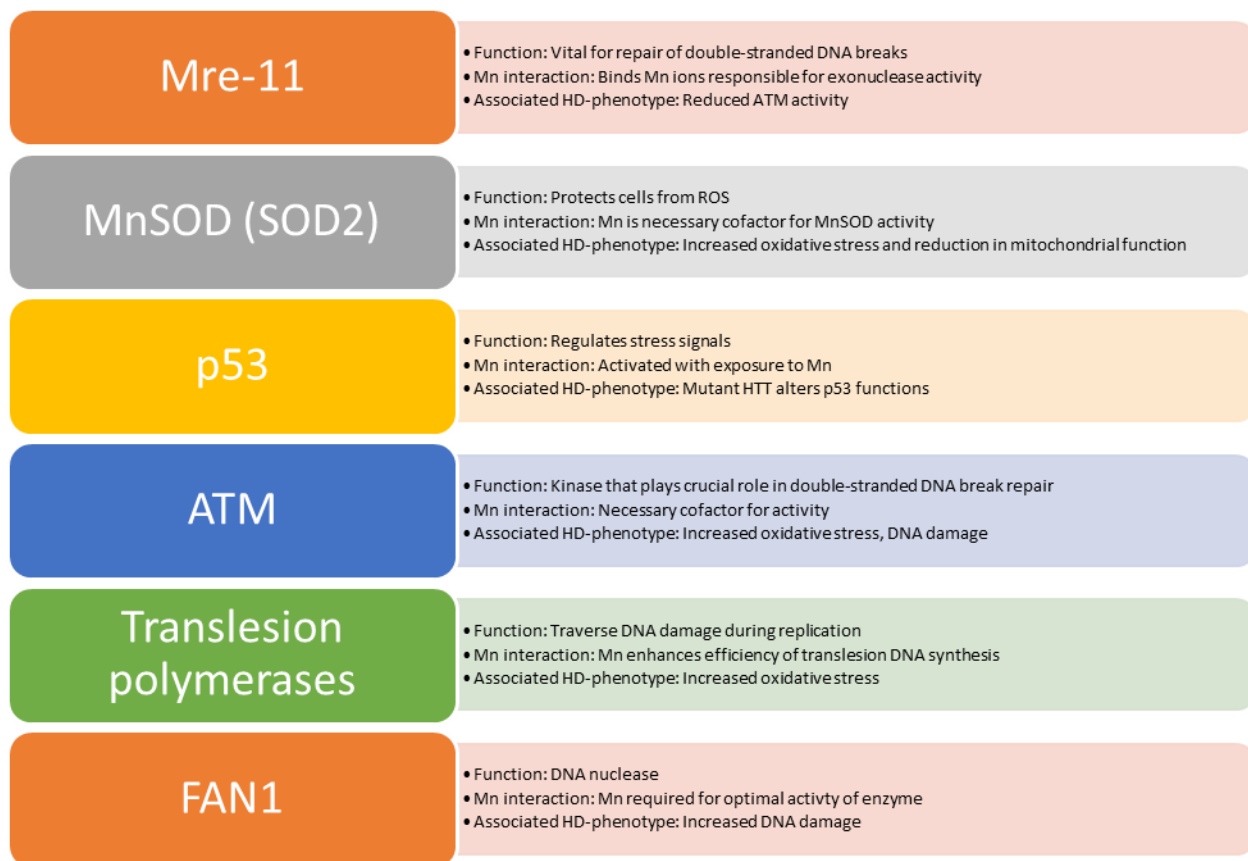 Mre-11
• Function: Vital for repair of double-stranded DNA breaks
• Mn interaction: Binds Mn ions responsible for exonuclease activity
• Associated HD-phenotype: Reduced ATM activity
MnSOD (SOD2)
• Function: Protects cells from ROS
• Mn interaction: Mn is necessary cofactor for MnSOD activity
• Associated HD-phenotype: Increased oxidative stress and reduction in mitochondrial function
p53
• Function: Regulates stress signals
• Mn interaction: Activated with exposure to Mn
• Associated HD-phenotype: Mutant HTT alters p53 functions
ATM
• Function: Kinase that plays crucial role in double-stranded DNA break repair
• Mn interaction: Necessary cofactor for activity
• Associated HD-phenotype: Increased oxidative stress, DNA damage
Translesion
polymerases
• Function: Traverse DNA damage during replication
• Mn interaction: Mn enhances efficiency of translesion DNA synthesis
• Associated HD-phenotype: Increased oxidative stress
FAN1
• Function: DNA nuclease
• Mn interaction: Mn required for optimal activty of enzyme
• Associated HD-phenotype: Increased DNA damage